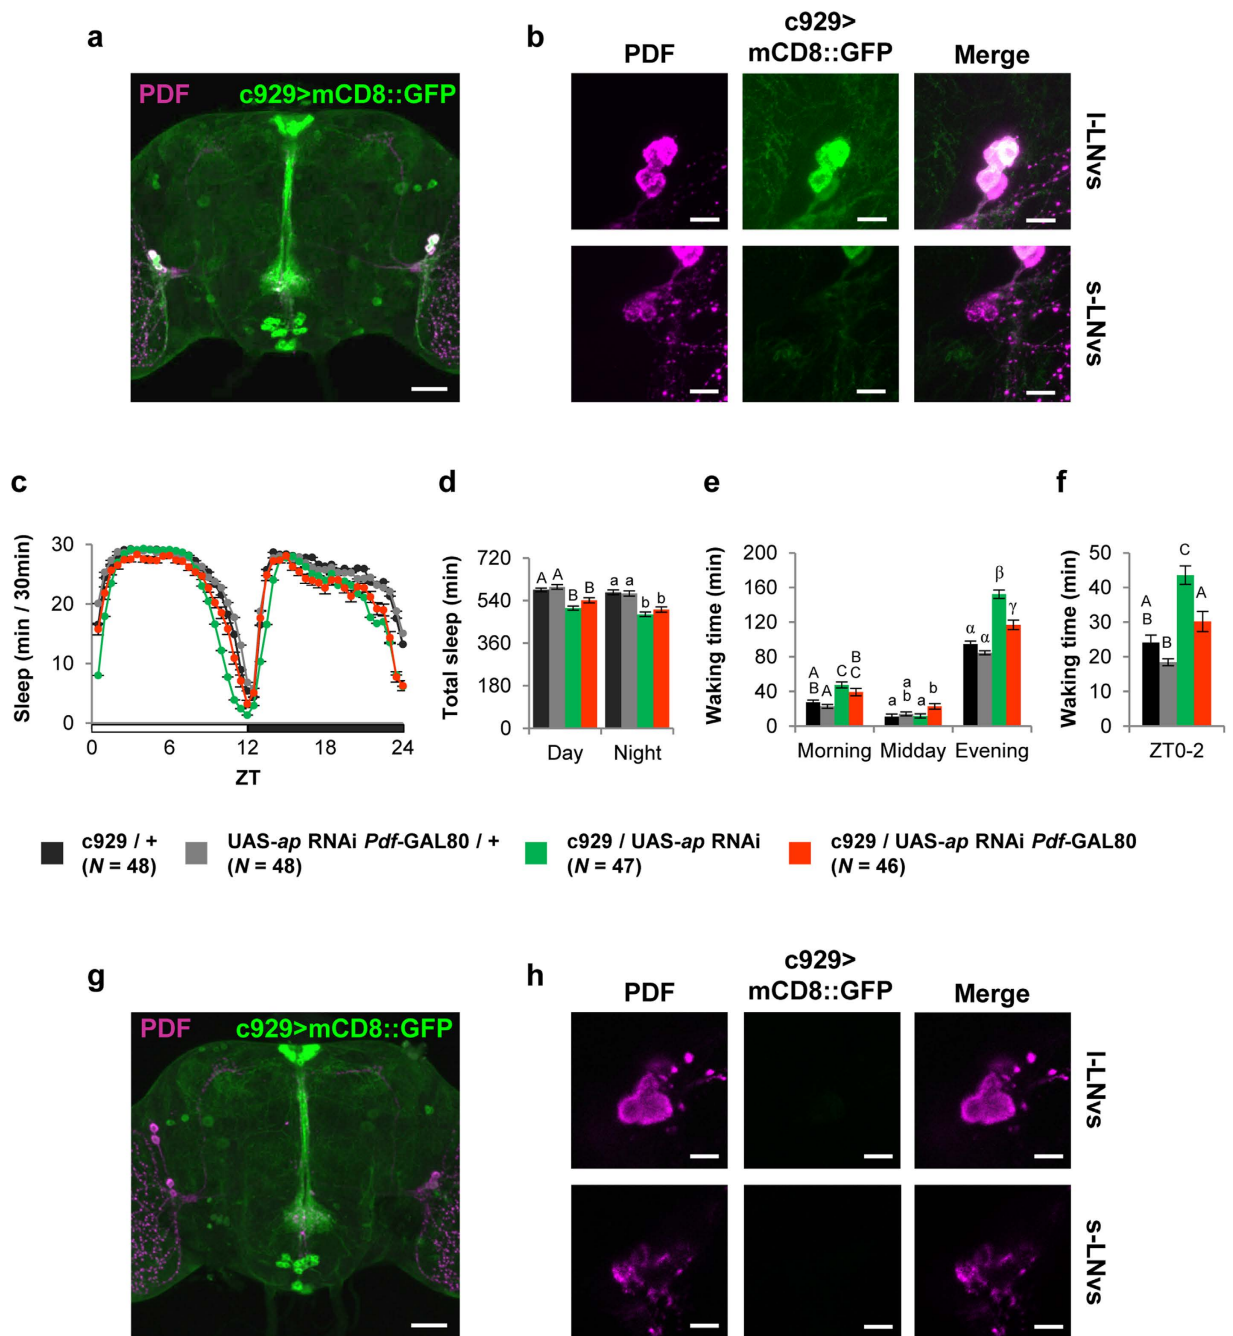 a
b
PDF
c929>
mCD8::GFP
Merge
PDF c929>mCD8::GFP
l-LNvs
s-LNvs
c
d
e
f
Sleep (min / 30min)
30
20
10
0
0 6 12 18 24
ZT
Total sleep (min)
720
540
360
180
0
A A B B a a b b
Day Night
Waking time (min)
200
160
120
80
40
0
A
B A C B
C
a a
b a b
α α β γ
Morning Midday Evening
Waking time (min)
50
40
30
20
10
0
A
B B C A
ZT0-2
c929 / +
(N = 48)
UAS-ap RNAi Pdf-GAL80 / +
(N = 48)
c929 / UAS-ap RNAi
(N = 47)
c929 / UAS-ap RNAi Pdf-GAL80
(N = 46)
g
h
PDF
c929>
mCD8::GFP
Merge
PDF c929>mCD8::GFP
l-LNvs
s-LNvs